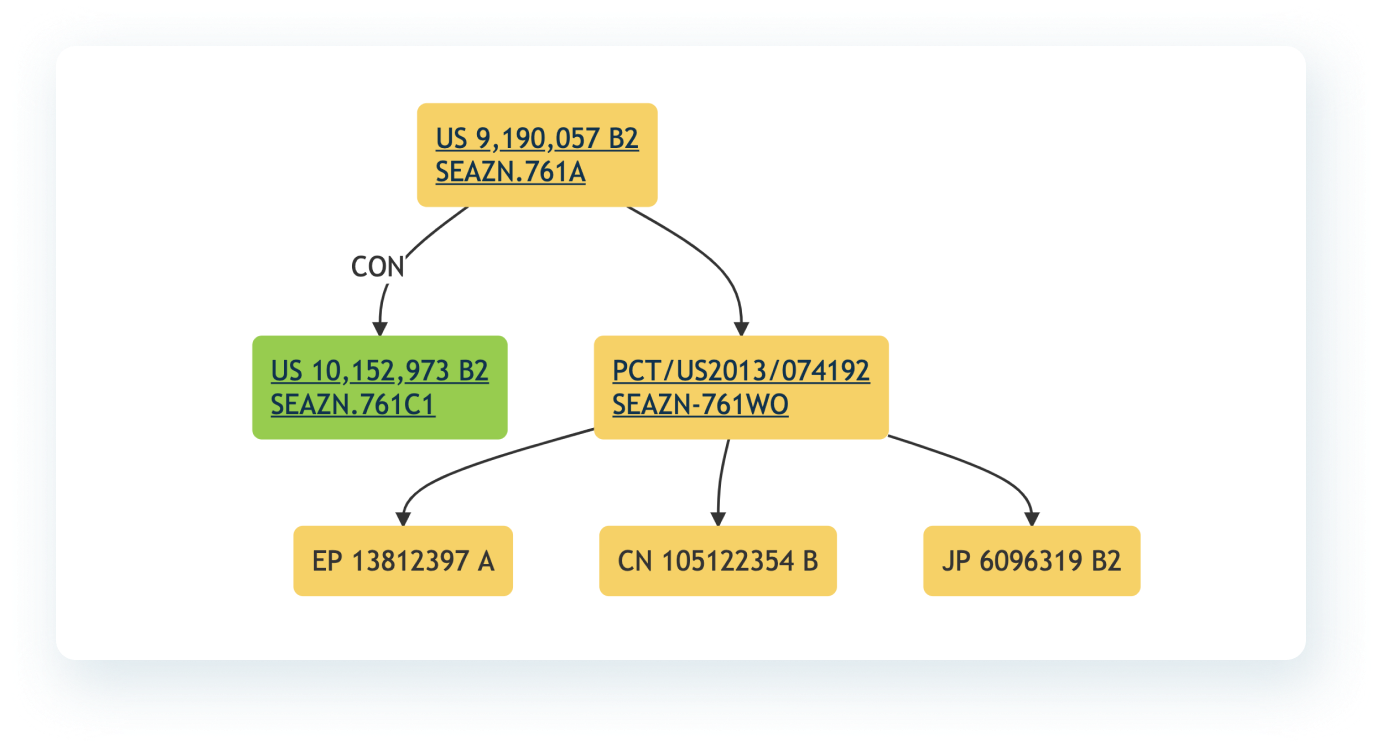 US 9,190,057 B2
SEAZN.761A
CON
US 10,152,973 B2
SEAZN.761C1
PCT/US2013/074192
SEAZN-761WO
EP 13812397 A
CN 105122354 B
JP 6096319 B2